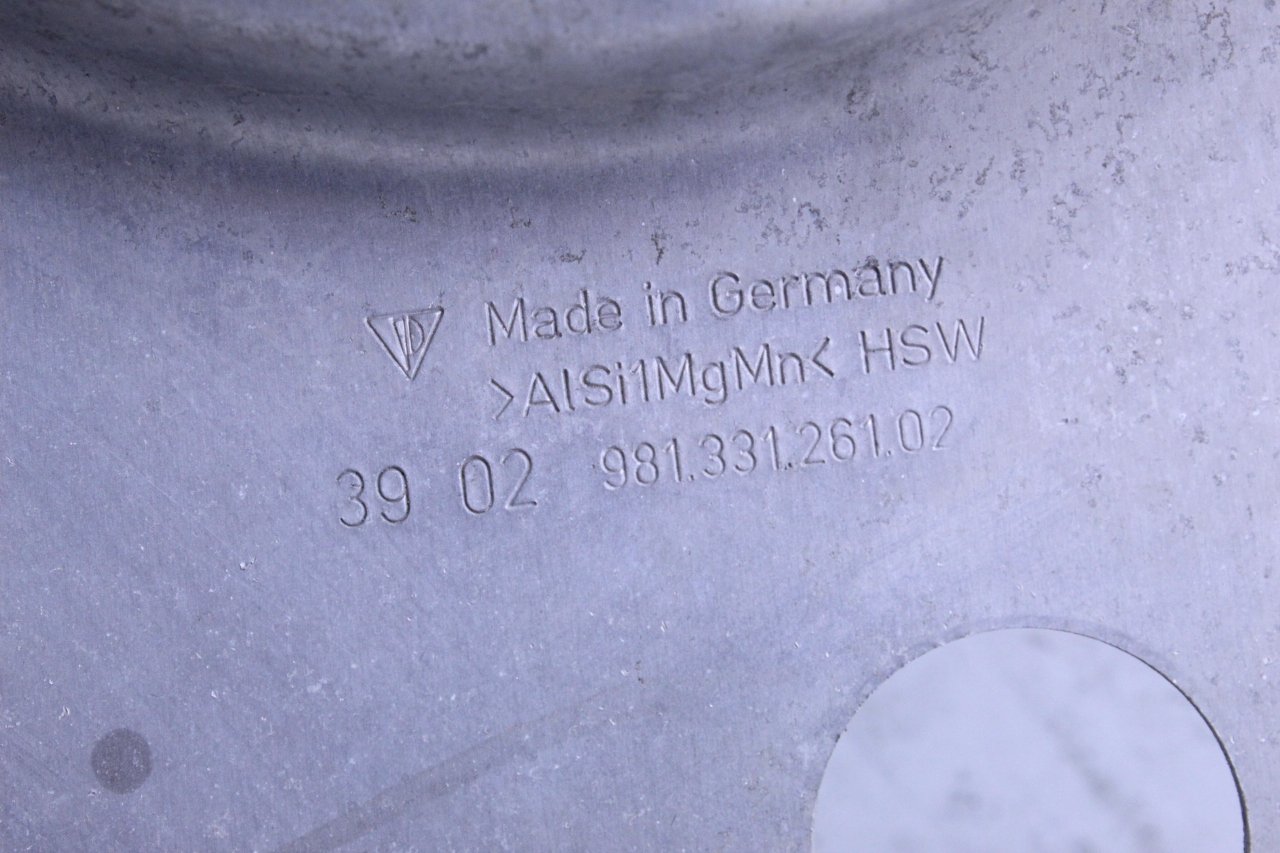 Made in Germany
>AlSi1MgMn< HSW
39 02 981.331.261.02